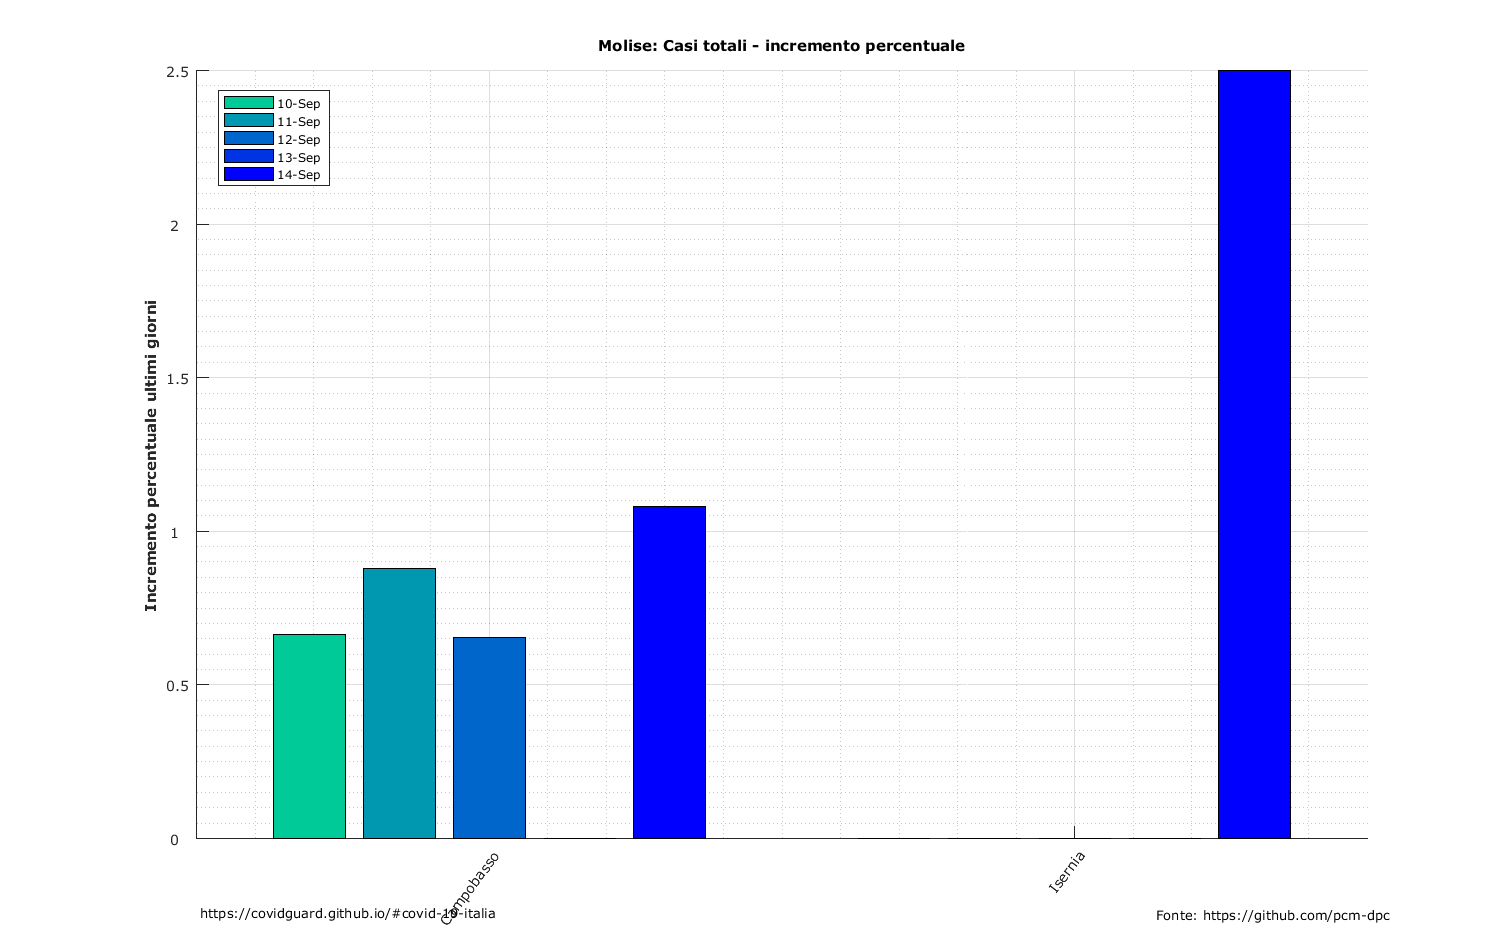 Molise: Casi totali - incremento percentuale
2.5
2
1.5
1
0.5
0
Incremento percentuale ultimi giorni
10-Sep
11-Sep
12-Sep
13-Sep
14-Sep
Campobasso
Isernia
https://covidguard.github.io/#covid-19-italia
Fonte: https://github.com/pcm-dpc